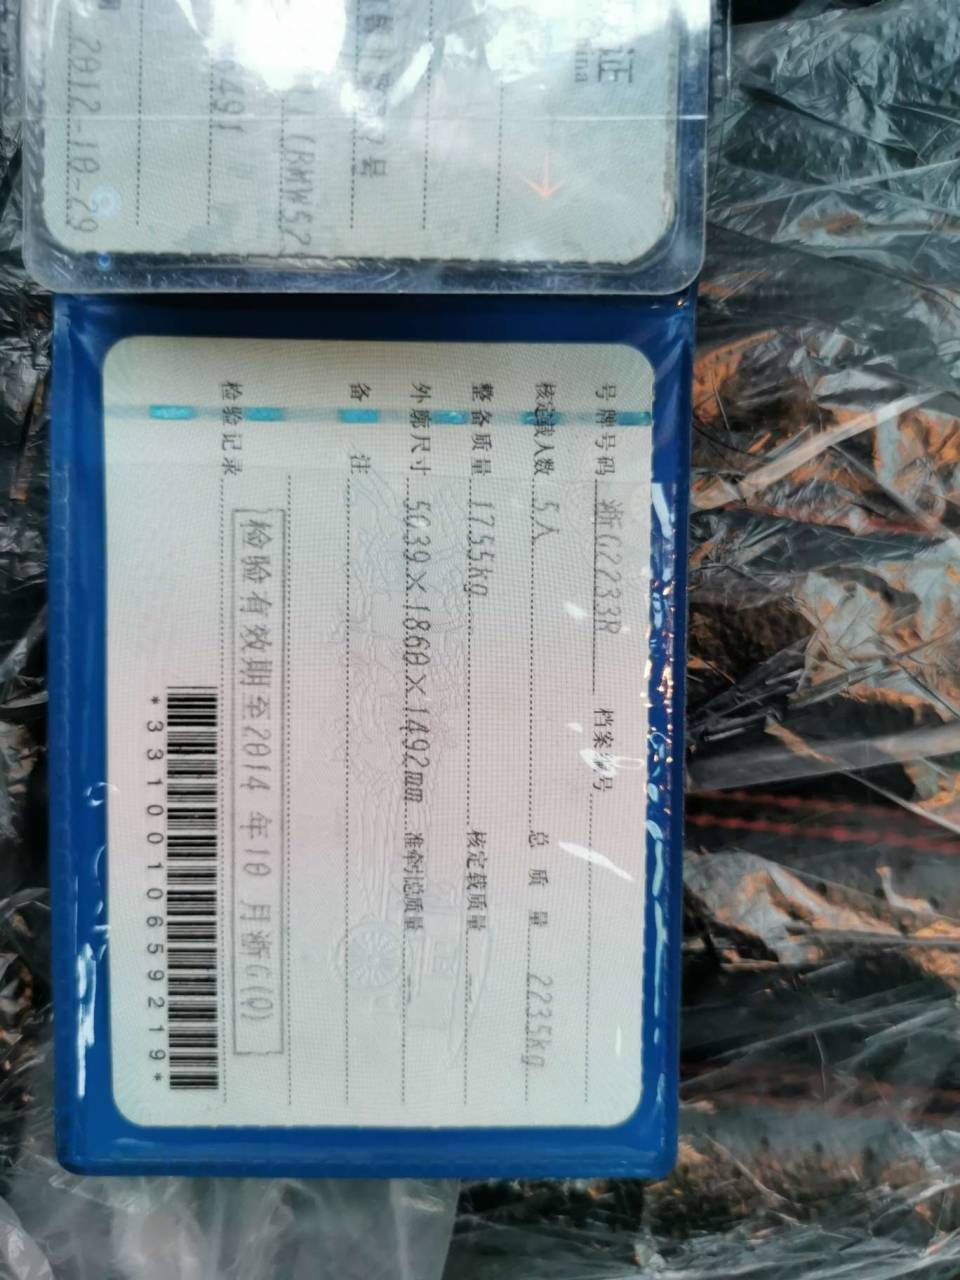 证
ina
号
(BMW52
491
2012-10-29
号牌号码 浙G2233R 档案编号
核定载人数 5人 总质量 2235kg
整备质量 1755kg 核定载质量 --
外廓尺寸 5039×1860×1492mm 准牵引总质量 --
备注
检验记录
检验有效期至2014年10月浙G(Q)
*3310010659219*